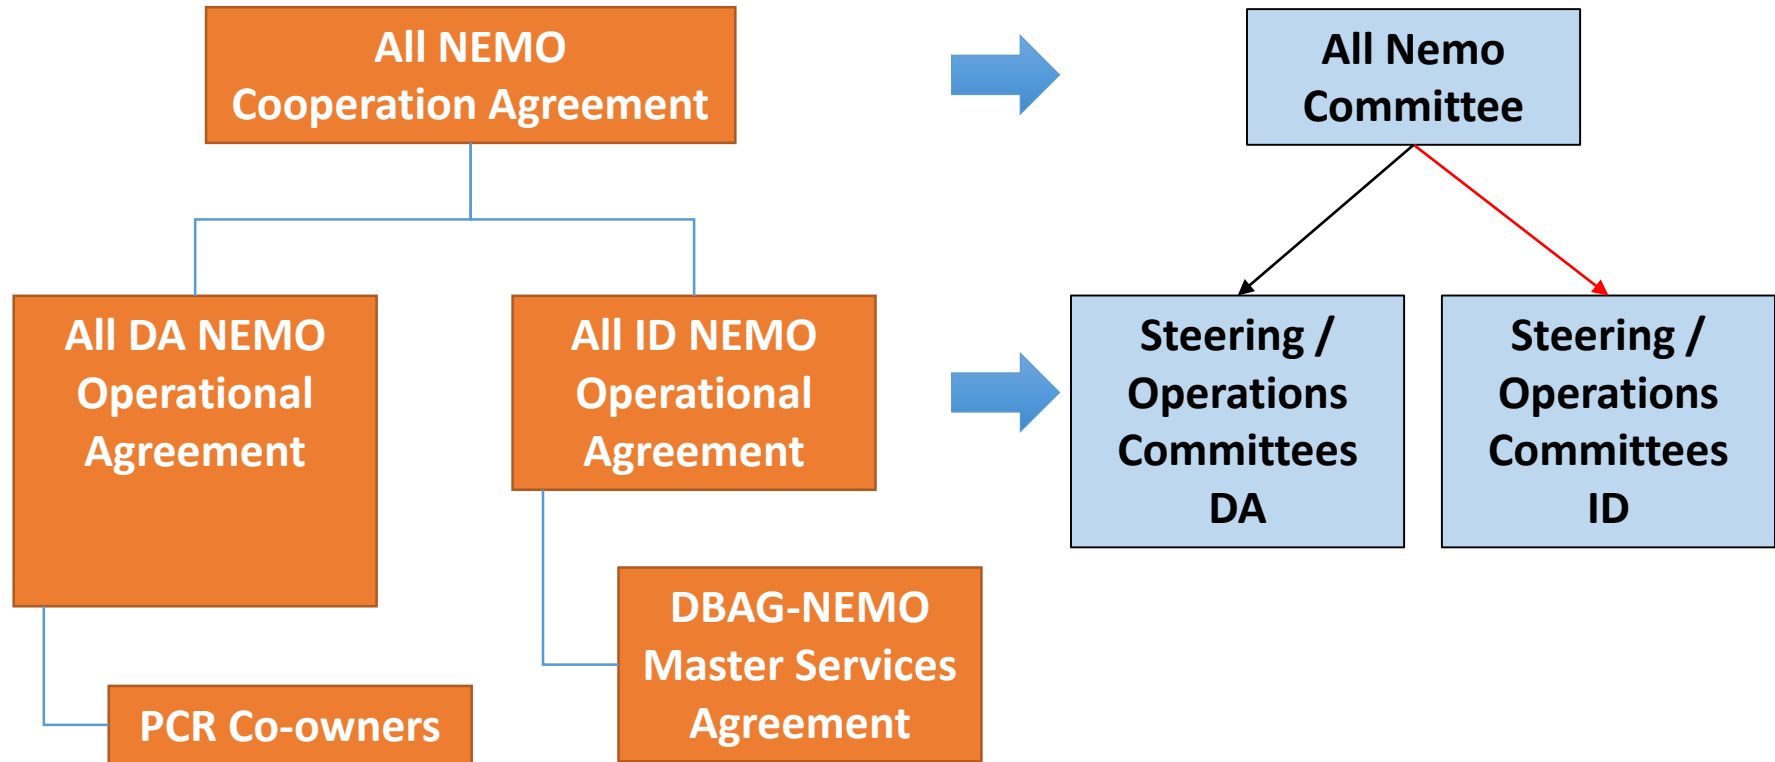 All NEMO
Cooperation Agreement
All Nemo
Committee
All DA NEMO
Operational
Agreement
All ID NEMO
Operational
Agreement
Steering /
Operations
Committees
DA
Steering /
Operations
Committees
ID
DBAG-NEMO
Master Services
Agreement
PCR Co-owners